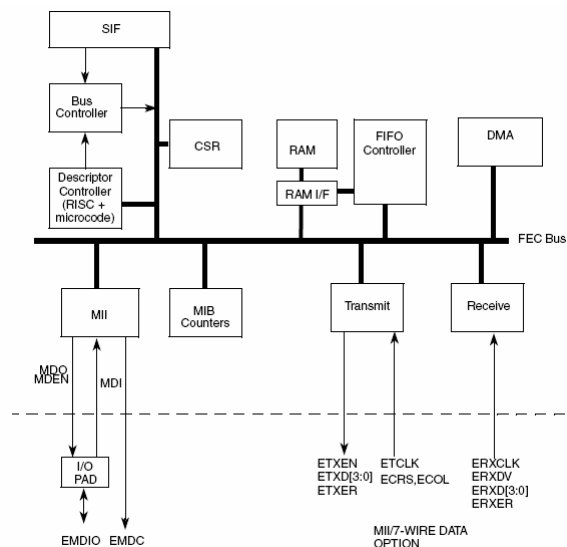 SIF
Bus
Controller
CSR
RAM
FIFO
Controller
DMA
Descriptor
Controller
(RISC +
microcode)
RAM I/F
FEC Bus
MII
MIB
Counters
Transmit
Receive
MDO
MDEN
MDI
I/O
PAD
EMDIO
EMDC
ETXEN
ETXD[3:0]
ETXER
ETCLK
ECRS,ECOL
ERXCLK
ERXDV
ERXD[3:0]
ERXER
MII/7-WIRE DATA
OPTION